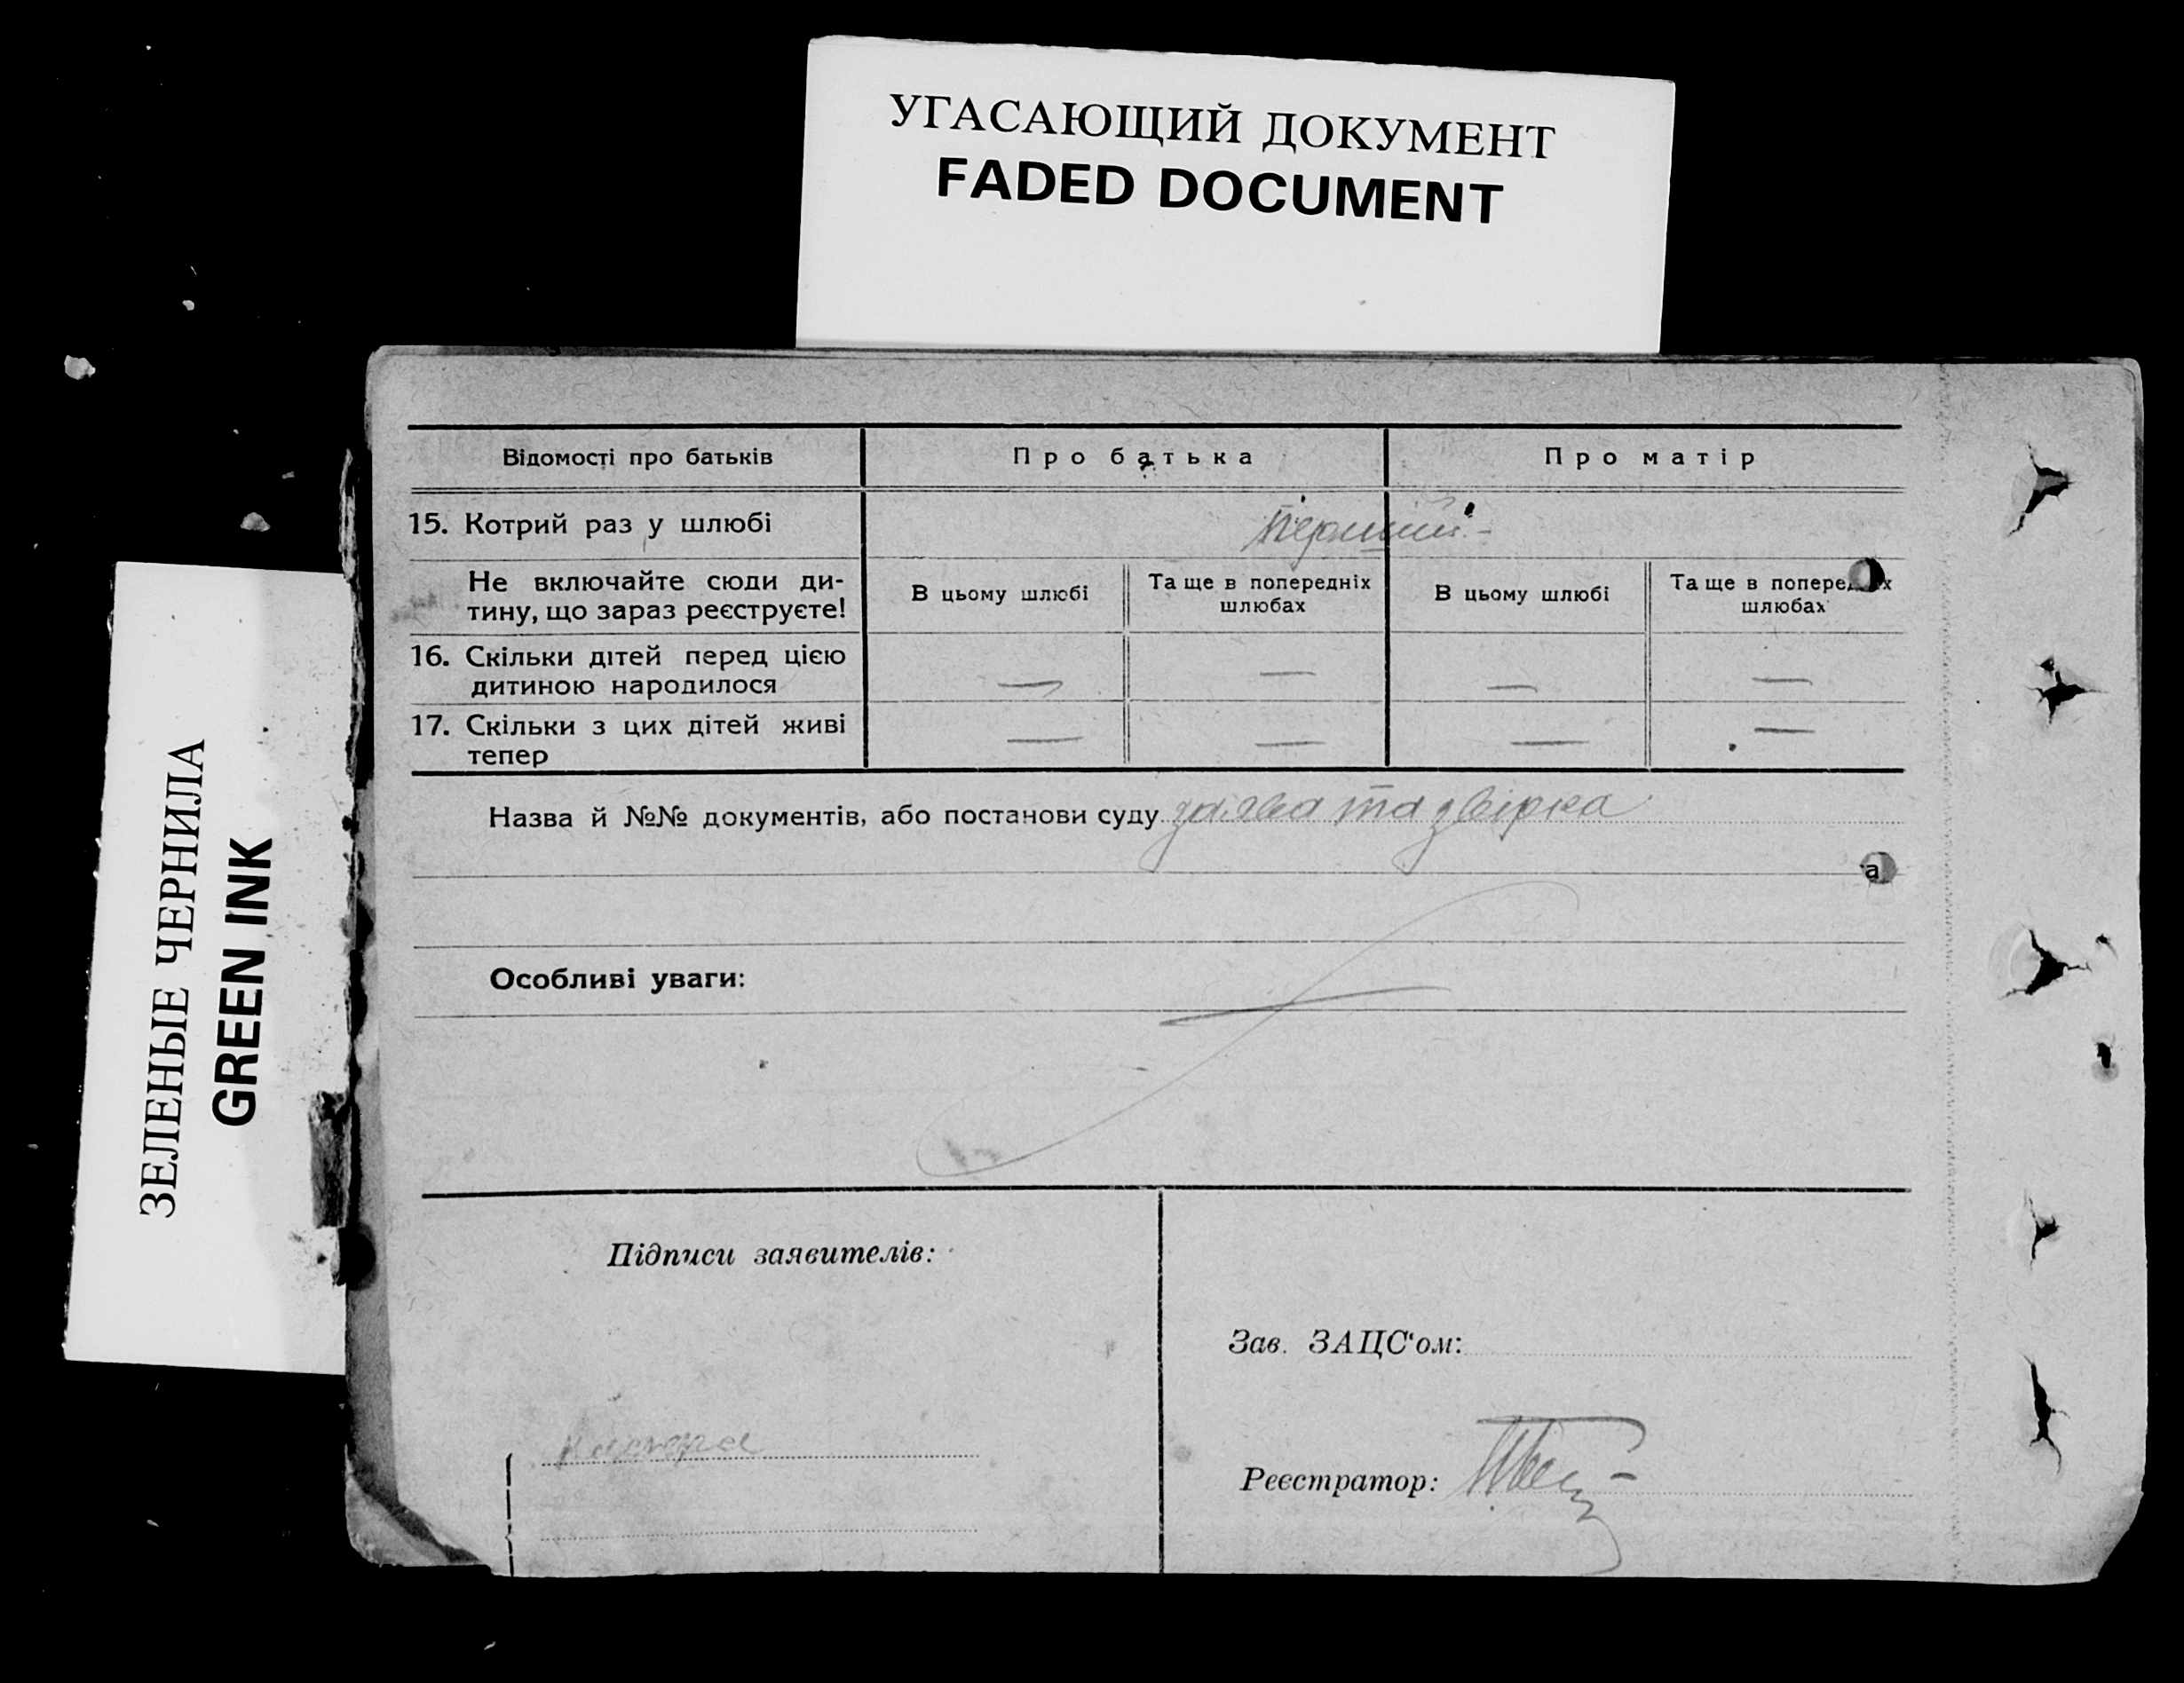 УГАСАЮЩИЙ ДОКУМЕНТ
FADED DOCUMENT
ЗЕЛЕНЫЕ ЧЕРНИЛА
GREEN INK
Відомості про батьків
Про батька
Про матір
15. Котрий раз у шлюбі
перший -
Не включайте сюди ди-
тину, що зараз реєструєте!
В цьому шлюбі
Та ще в попередніх
шлюбах
В цьому шлюбі
Та ще в попередніх
шлюбах
16. Скільки дітей перед цією
дитиною народилося
— — — —
17. Скільки з цих дітей живі
тепер
— — — —
Назва й №№ документів, або постанови суду заява та звірка
а
Особливі уваги:
Підписи заявителів:
Зав. ЗАЦС'ом:
Реєстратор: